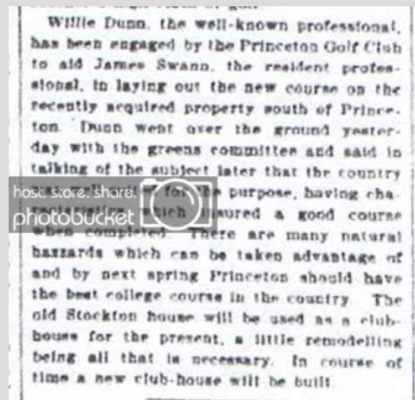 Willie Dunn, the well-known professional,
has been engaged by the Princeton Golf Club
to aid James Swann, the resident profes-
sional, in laying out the new course on the
recently acquired property south of Prince-
ton. Dunn went over the ground yester-
day with the greens committee and said in
talking of the subject later that the country
for the purpose, having cha-
which insured a good course
when completed. There are many natural
hazzards which can be taken advantage of
and by next spring Princeton should have
the best college course in the country. The
old Stockton house will be used as a club-
house for the present, a little remodelling
being all that is necessary. In course of
time a new club-house will be built.
host. store. share.
photobucket